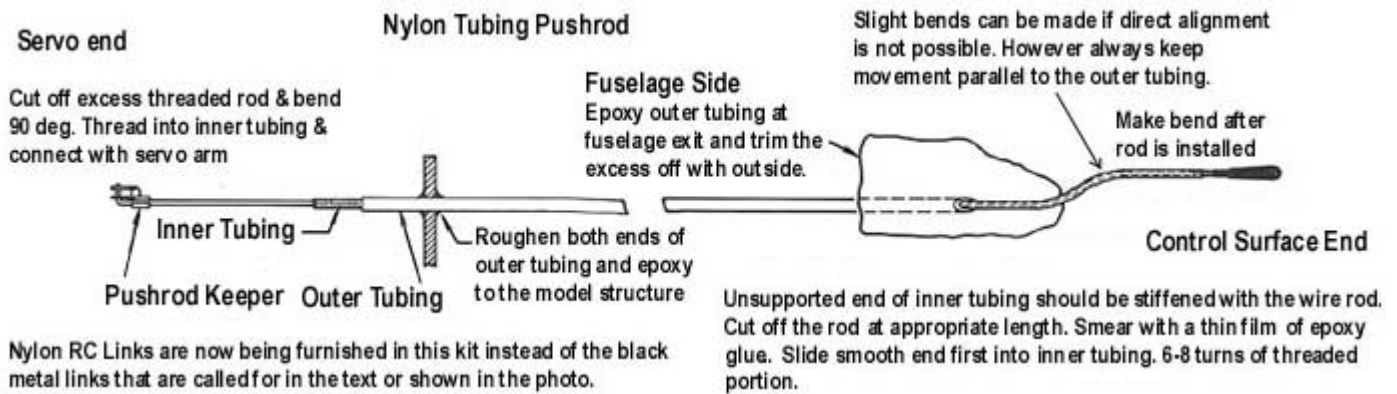 Nylon Tubing Pushrod
Servo end
Cut off excess threaded rod & bend
90 deg. Thread into inner tubing &
connect with servo arm
Fuselage Side
Epoxy outer tubing at
fuselage exit and trim the
excess off with outside.
Slight bends can be made if direct alignment
is not possible. However always keep
movement parallel to the outer tubing.
Make bend after
rod is installed
Inner Tubing
Pushrod Keeper
Outer Tubing
Roughen both ends of
outer tubing and epoxy
to the model structure
Control Surface End
Unsupported end of inner tubing should be stiffened with the wire rod.
Cut off the rod at appropriate length. Smear with a thin film of epoxy
glue. Slide smooth end first into inner tubing. 6-8 turns of threaded
portion.
Nylon RC Links are now being furnished in this kit instead of the black
metal links that are called for in the text or shown in the photo.